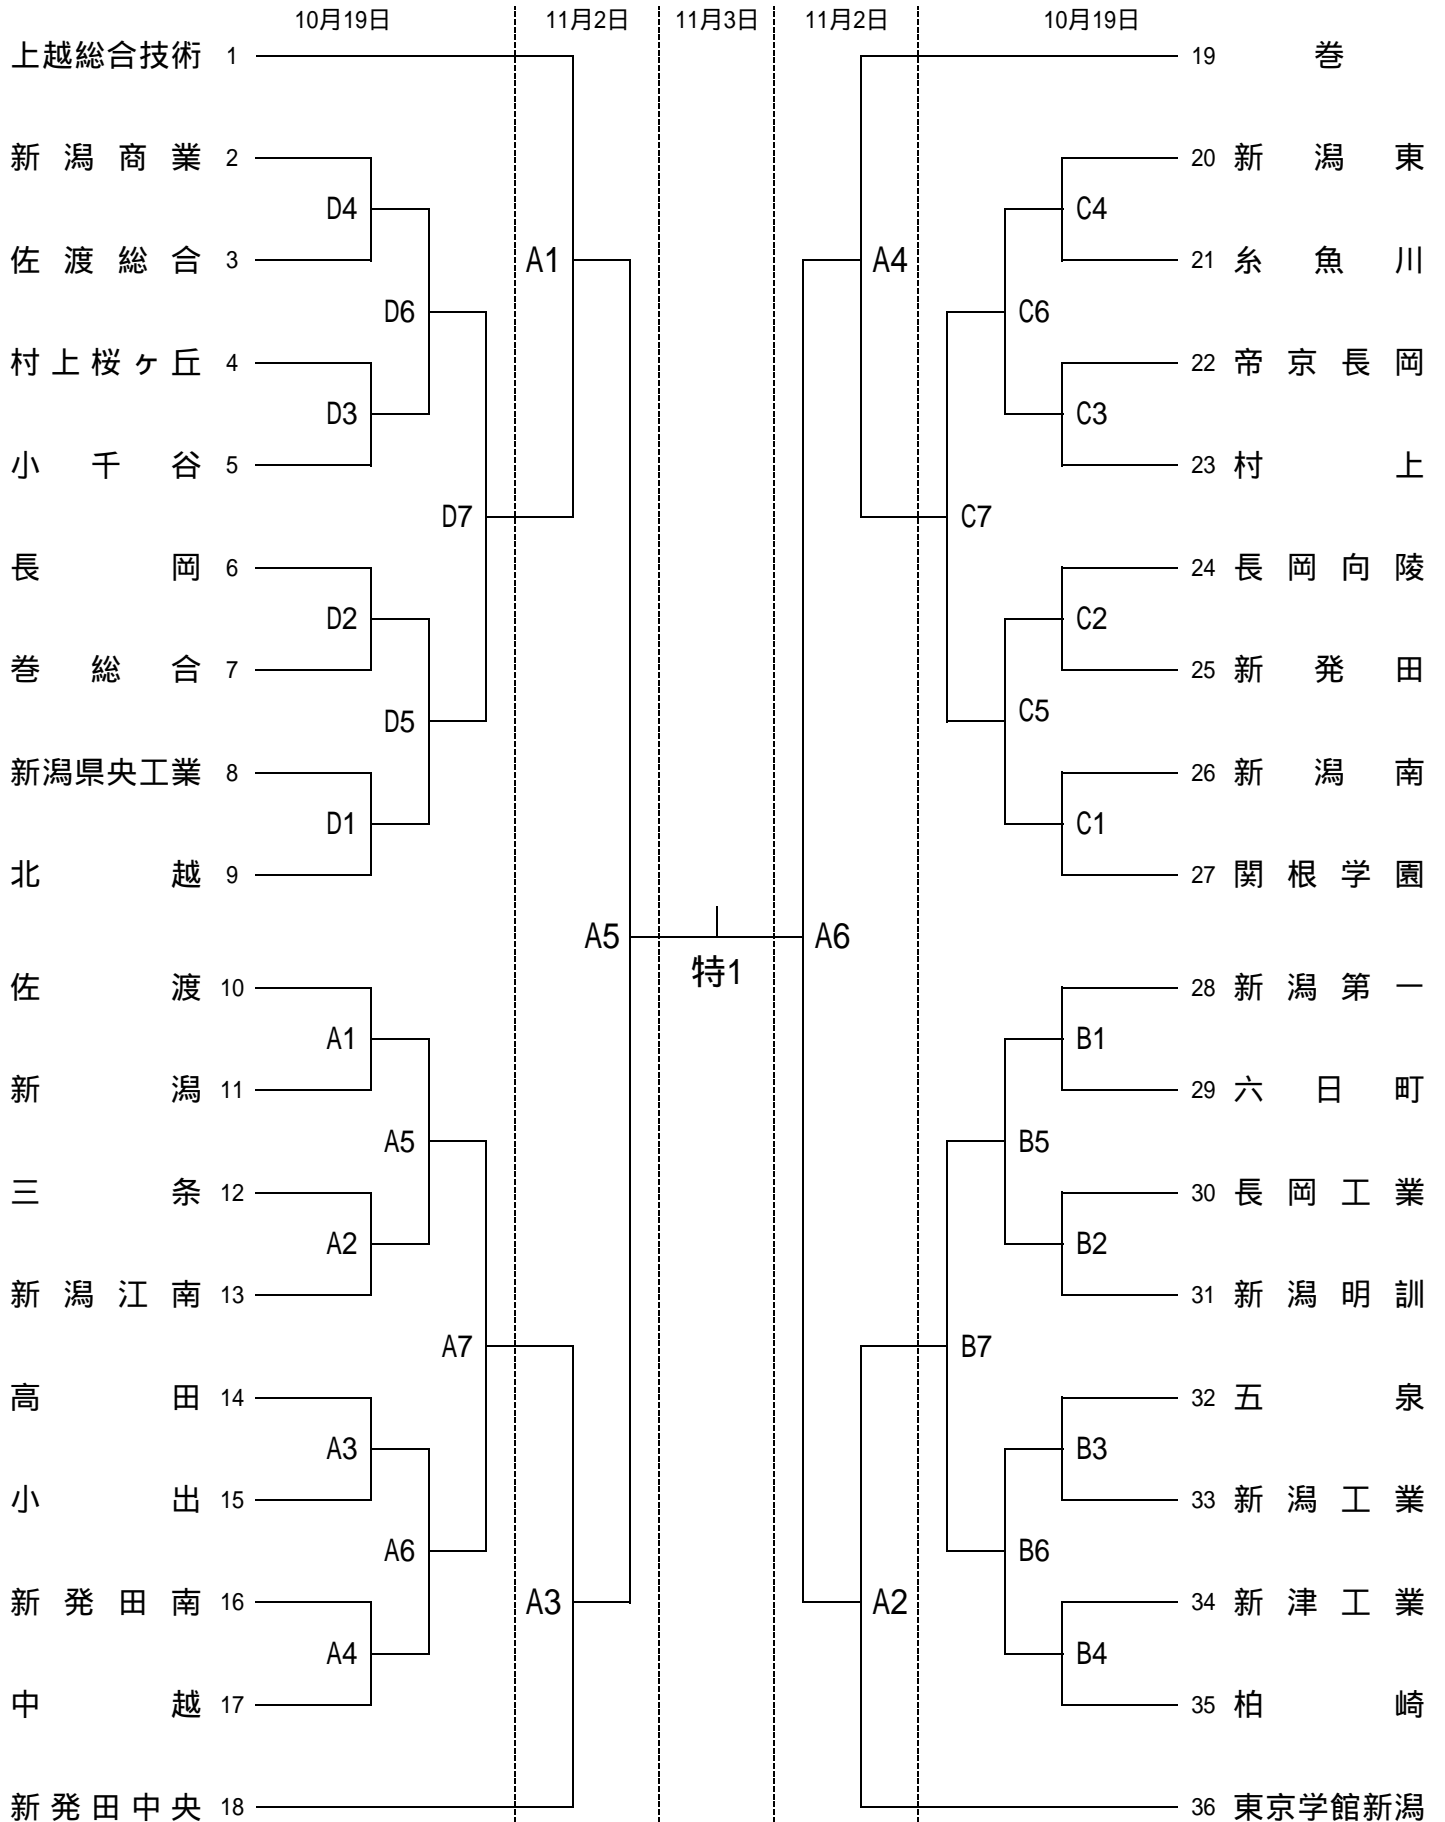 10月19日 11月2日 11月3日 11月2日 10月19日
上越総合技術 1 19 巻
新潟商業 2 20 新潟東
D4 C4
佐渡総合 3 A1 A4 21 糸魚川
D6 C6
村上桜ヶ丘 4 22 帝京長岡
D3 C3
小千谷 5 23 村上
D7 C7
長岡 6 24 長岡向陵
D2 C2
巻総合 7 25 新発田
D5 C5
新潟県央工業 8 26 新潟南
D1 C1
北越 9 27 関根学園
A5 A6
特1
佐渡 10 28 新潟第一
A1 B1
新潟 11 29 六日町
A5 B5
三条 12 30 長岡工業
A2 B2
新潟江南 13 31 新潟明訓
A7 B7
高田 14 32 五泉
A3 B3
小出 15 33 新潟工業
A6 B6
新発田南 16 A3 A2 34 新津工業
A4 B4
中越 17 35 柏崎
新発田中央 18 36 東京学館新潟